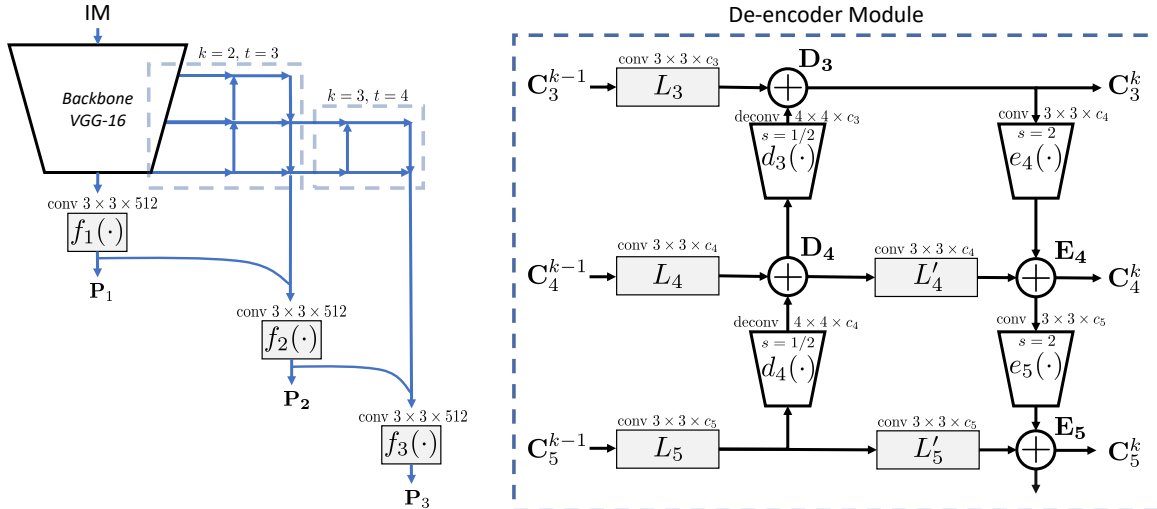 IM
Backbone
VGG-16
k = 2, t = 3
k = 3, t = 4
conv 3 × 3 × 512
f₁(·)
P₁
conv 3 × 3 × 512
f₂(·)
P₂
conv 3 × 3 × 512
f₃(·)
P₃
De-encoder Module
C₃ᵏ⁻¹
conv 3 × 3 × c₃
L₃
D₃
C₃ᵏ
deconv 4 × 4 × c₃
s = 1/2
d₃(·)
conv 3 × 3 × c₄
s = 2
e₄(·)
C₄ᵏ⁻¹
conv 3 × 3 × c₄
L₄
D₄
conv 3 × 3 × c₄
L₄′
E₄
C₄ᵏ
deconv 4 × 4 × c₄
s = 1/2
d₄(·)
conv 3 × 3 × c₅
s = 2
e₅(·)
C₅ᵏ⁻¹
conv 3 × 3 × c₅
L₅
conv 3 × 3 × c₅
L₅′
E₅
C₅ᵏ